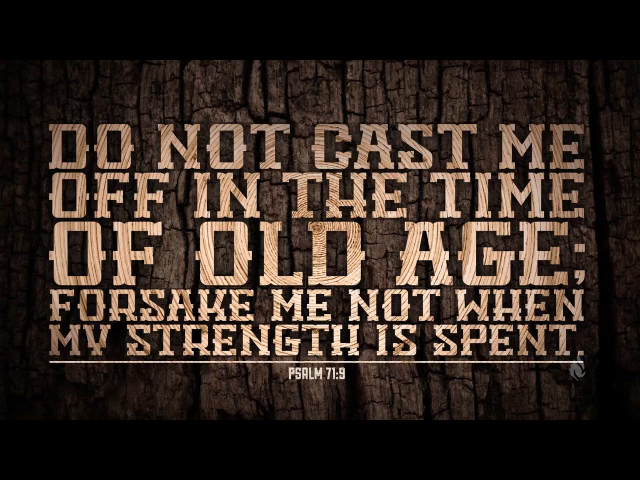 DO NOT CAST ME
OFF IN THE TIME
OF OLD AGE;
FORSAKE ME NOT WHEN
MY STRENGTH IS SPENT.
PSALM 71:9